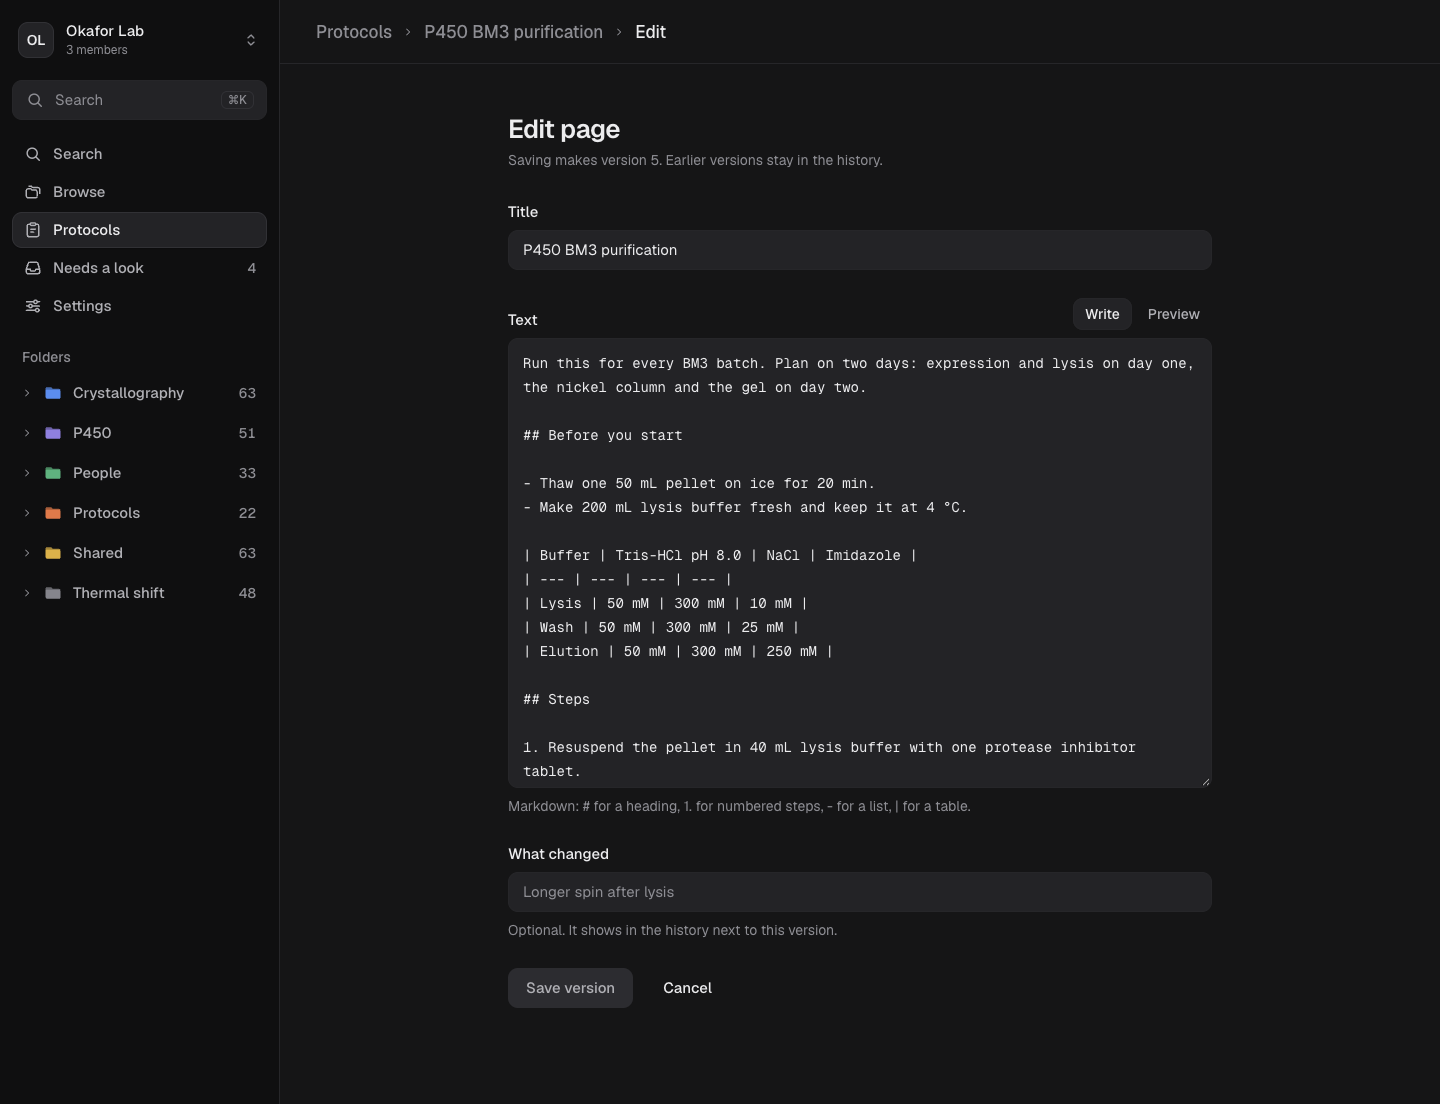 OL
Okafor Lab
3 members
Search
⌘K
Search
Browse
Protocols
Needs a look
4
Settings
Folders
Crystallography
63
P450
51
People
33
Protocols
22
Shared
63
Thermal shift
48
Protocols › P450 BM3 purification › Edit
Edit page
Saving makes version 5. Earlier versions stay in the history.
Title
P450 BM3 purification
Text
Write
Preview
Run this for every BM3 batch. Plan on two days: expression and lysis on day one,
the nickel column and the gel on day two.
## Before you start
- Thaw one 50 mL pellet on ice for 20 min.
- Make 200 mL lysis buffer fresh and keep it at 4 °C.
| Buffer | Tris-HCl pH 8.0 | NaCl | Imidazole |
| --- | --- | --- | --- |
| Lysis | 50 mM | 300 mM | 10 mM |
| Wash | 50 mM | 300 mM | 25 mM |
| Elution | 50 mM | 300 mM | 250 mM |
## Steps
1. Resuspend the pellet in 40 mL lysis buffer with one protease inhibitor
tablet.
Markdown: # for a heading, 1. for numbered steps, - for a list, | for a table.
What changed
Longer spin after lysis
Optional. It shows in the history next to this version.
Save version
Cancel